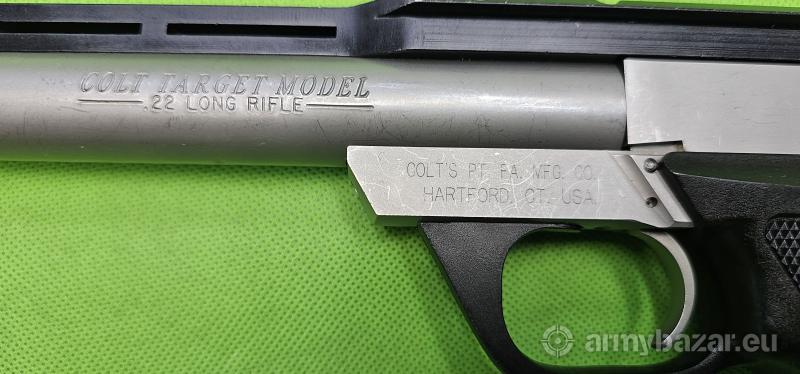 COLT TARGET MODEL
.22 LONG RIFLE
COLT'S PT. FA. MFG. CO.
HARTFORD, CT. USA.
armybazar.eu